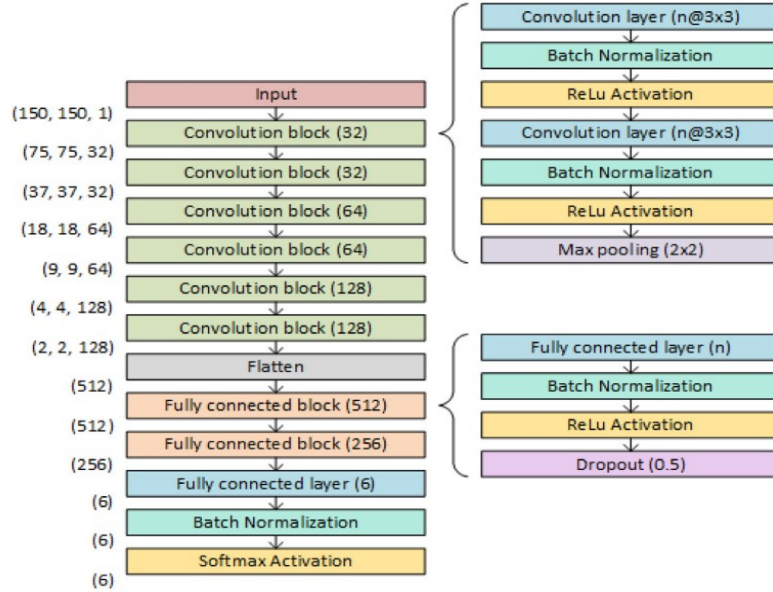 Input
(150, 150, 1)
Convolution block (32)
(75, 75, 32)
Convolution block (32)
(37, 37, 32)
Convolution block (64)
(18, 18, 64)
Convolution block (64)
(9, 9, 64)
Convolution block (128)
(4, 4, 128)
Convolution block (128)
(2, 2, 128)
Flatten
(512)
Fully connected block (512)
(512)
Fully connected block (256)
(256)
Fully connected layer (6)
(6)
Batch Normalization
(6)
Softmax Activation
(6)
Convolution layer (n@3x3)
Batch Normalization
ReLu Activation
Convolution layer (n@3x3)
Batch Normalization
ReLu Activation
Max pooling (2x2)
Fully connected layer (n)
Batch Normalization
ReLu Activation
Dropout (0.5)